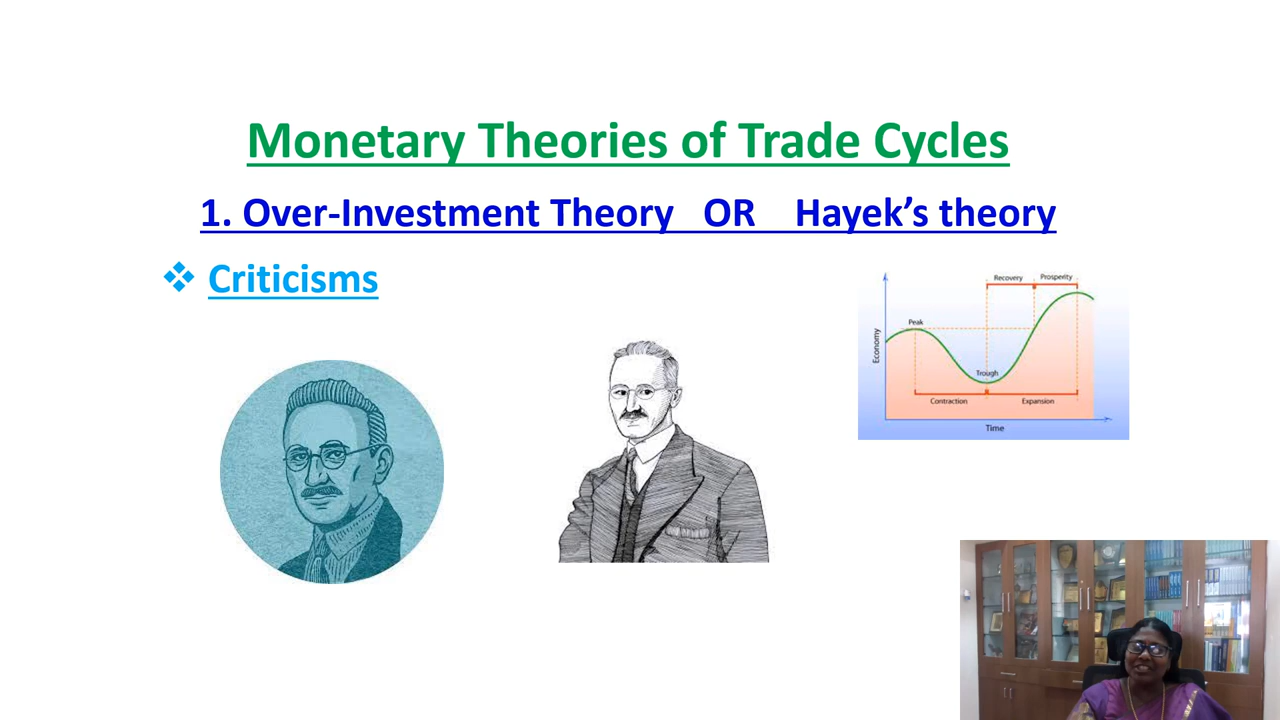 Monetary Theories of Trade Cycles
1. Over-Investment Theory OR Hayek’s theory
❖ Criticisms
Recovery Prosperity
Peak
Economy
Trough
Contraction Expansion
Time